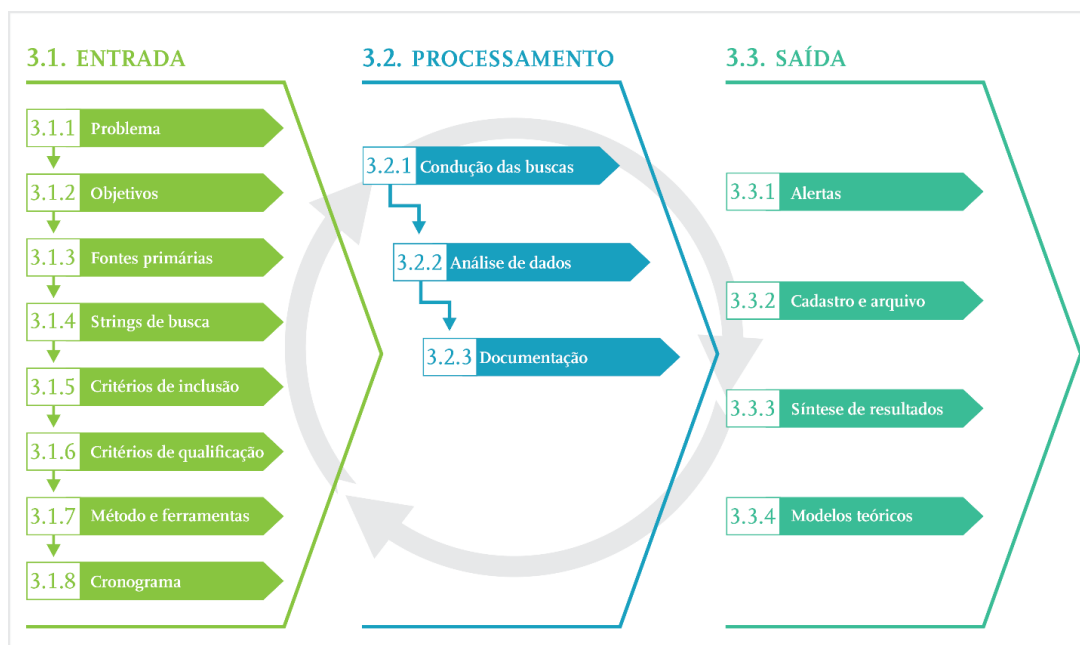 3.1. ENTRADA
3.1.1 Problema
3.1.2 Objetivos
3.1.3 Fontes primárias
3.1.4 Strings de busca
3.1.5 Critérios de inclusão
3.1.6 Critérios de qualificação
3.1.7 Método e ferramentas
3.1.8 Cronograma
3.2. PROCESSAMENTO
3.2.1 Condução das buscas
3.2.2 Análise de dados
3.2.3 Documentação
3.3. SAÍDA
3.3.1 Alertas
3.3.2 Cadastro e arquivo
3.3.3 Síntese de resultados
3.3.4 Modelos teóricos